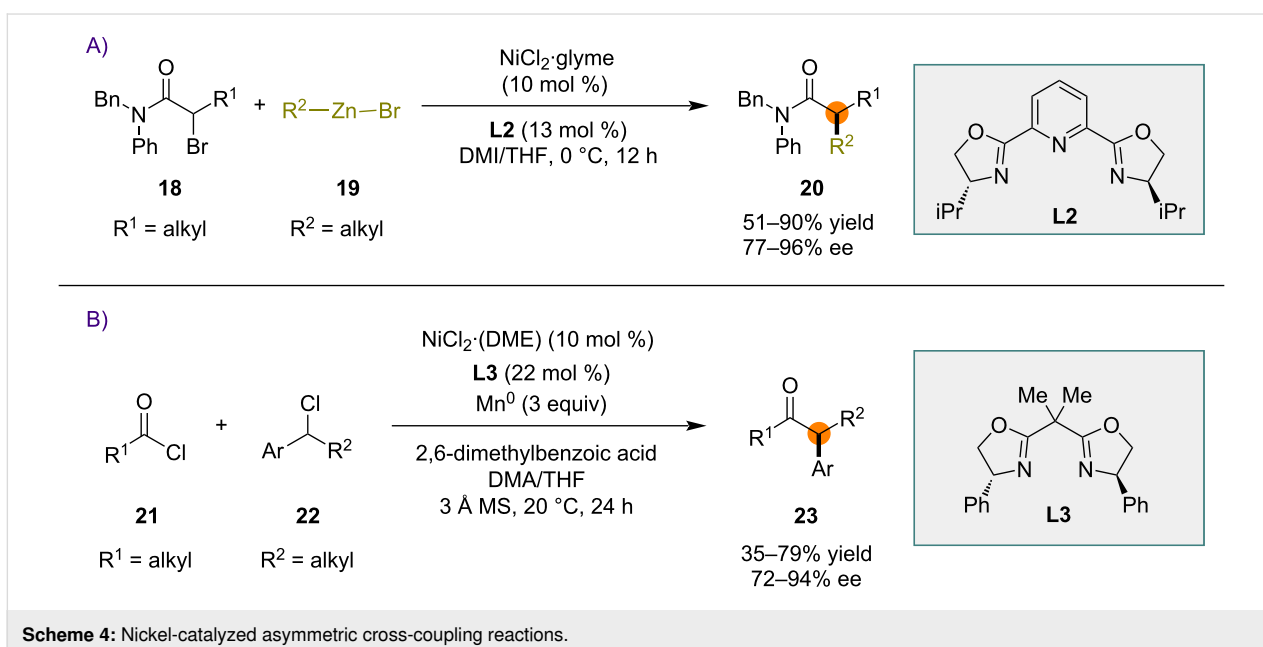 A)
O
Bn
N
Ph
R¹
Br
18
R¹ = alkyl
+
R²—Zn—Br
19
R² = alkyl
NiCl₂·glyme
(10 mol %)
L2 (13 mol %)
DMI/THF, 0 °C, 12 h
O
Bn
N
Ph
R¹
R²
20
51–90% yield
77–96% ee
O
N
N
O
N
iPr
iPr
L2
B)
O
R¹
Cl
21
R¹ = alkyl
+
Cl
Ar
R²
22
R² = alkyl
NiCl₂·(DME) (10 mol %)
L3 (22 mol %)
Mn⁰ (3 equiv)
2,6-dimethylbenzoic acid
DMA/THF
3 Å MS, 20 °C, 24 h
O
R¹
R²
Ar
23
35–79% yield
72–94% ee
Me Me
O
O
N
N
Ph
Ph
L3
Scheme 4: Nickel-catalyzed asymmetric cross-coupling reactions.